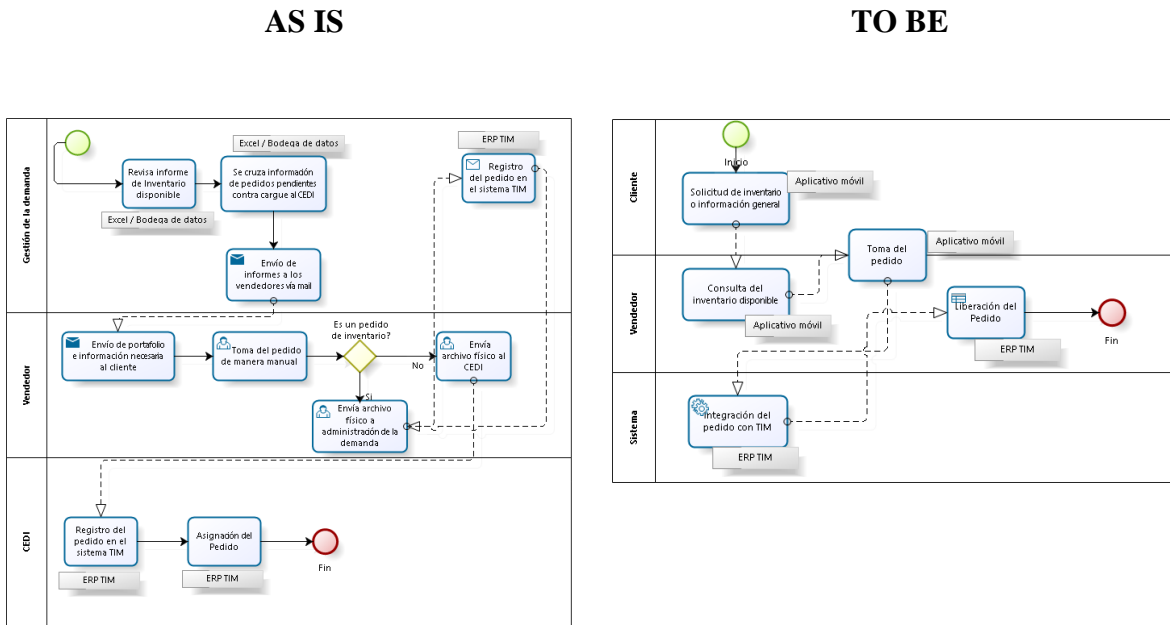 AS IS
TO BE
Gestión de la demanda
Revisa informe
de Inventario
disponible
Excel / Bodega de datos
Excel / Bodega de datos
Se cruza información
de pedidos pendientes
contra cargue al CEDI
Envío de
informes a los
vendedores vía mail
ERP TIM
Registro
del pedido en
el sistema TIM
Vendedor
Envío de portafolio
e información necesaria
al cliente
Toma del pedido
de manera manual
Es un pedido
de inventario?
No
Si
Envía
archivo físico al
CEDI
Envía archivo
físico a
administración de la
demanda
CEDI
Registro del
pedido en el
sistema TIM
ERP TIM
Asignación del
Pedido
ERP TIM
Fin
Cliente
Inicio
Solicitud de inventario
o información general
Aplicativo móvil
Toma del
pedido
Aplicativo móvil
Vendedor
Consulta del
inventario disponible
Aplicativo móvil
Liberación del
Pedido
ERP TIM
Fin
Sistema
Integración del
pedido con TIM
ERP TIM